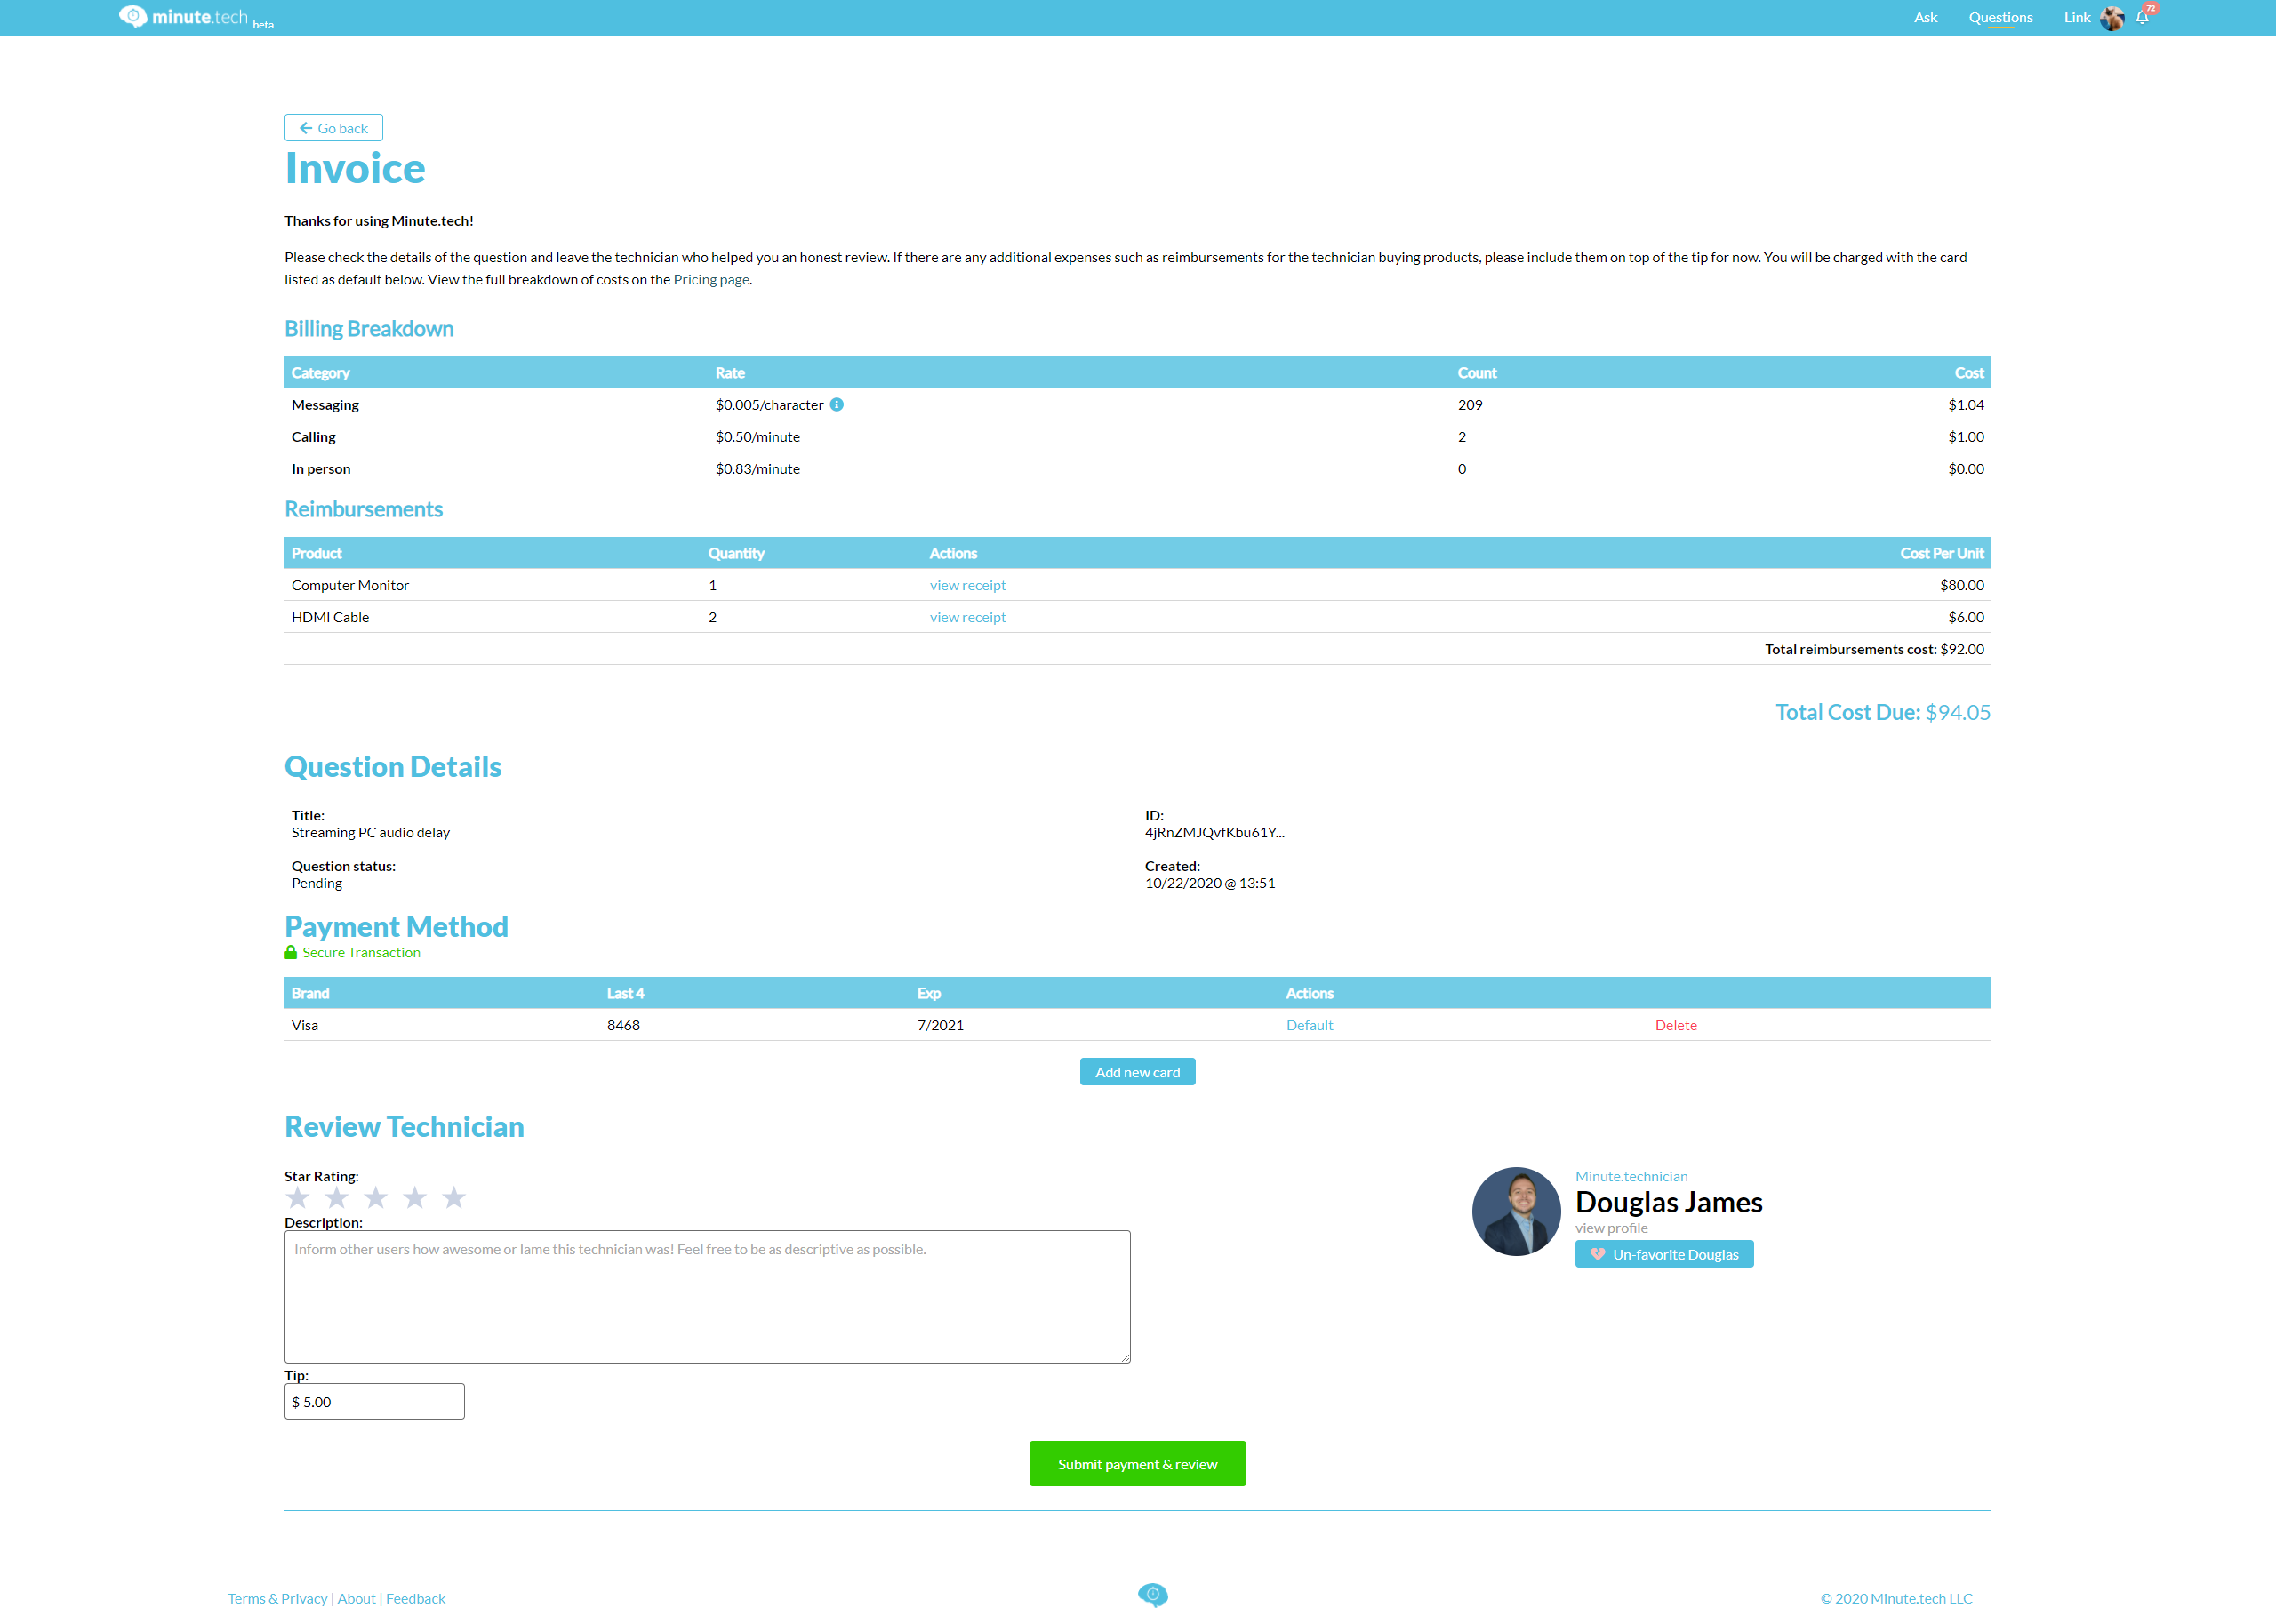 minute.tech beta
Ask Questions Link 72
Go back
Invoice
Thanks for using Minute.tech!
Please check the details of the question and leave the technician who helped you an honest review. If there are any additional expenses such as reimbursements for the technician buying products, please include them on top of the tip for now. You will be charged with the card
listed as default below. View the full breakdown of costs on the Pricing page.
Billing Breakdown
Category Rate Count Cost
Messaging $0.005/character 209 $1.04
Calling $0.50/minute 2 $1.00
In person $0.83/minute 0 $0.00
Reimbursements
Product Quantity Actions Cost Per Unit
Computer Monitor 1 view receipt $80.00
HDMI Cable 2 view receipt $6.00
Total reimbursements cost: $92.00
Total Cost Due: $94.05
Question Details
Title: ID:
Streaming PC audio delay 4jRnZMJQvfKbu61Y...
Question status: Created:
Pending 10/22/2020 @ 13:51
Payment Method
Secure Transaction
Brand Last 4 Exp Actions
Visa 8468 7/2021 Default Delete
Add new card
Review Technician
Star Rating:
Description:
Inform other users how awesome or lame this technician was! Feel free to be as descriptive as possible.
Tip:
$ 5.00
Minute.technician
Douglas James
view profile
Un-favorite Douglas
Submit payment & review
Terms & Privacy | About | Feedback
© 2020 Minute.tech LLC